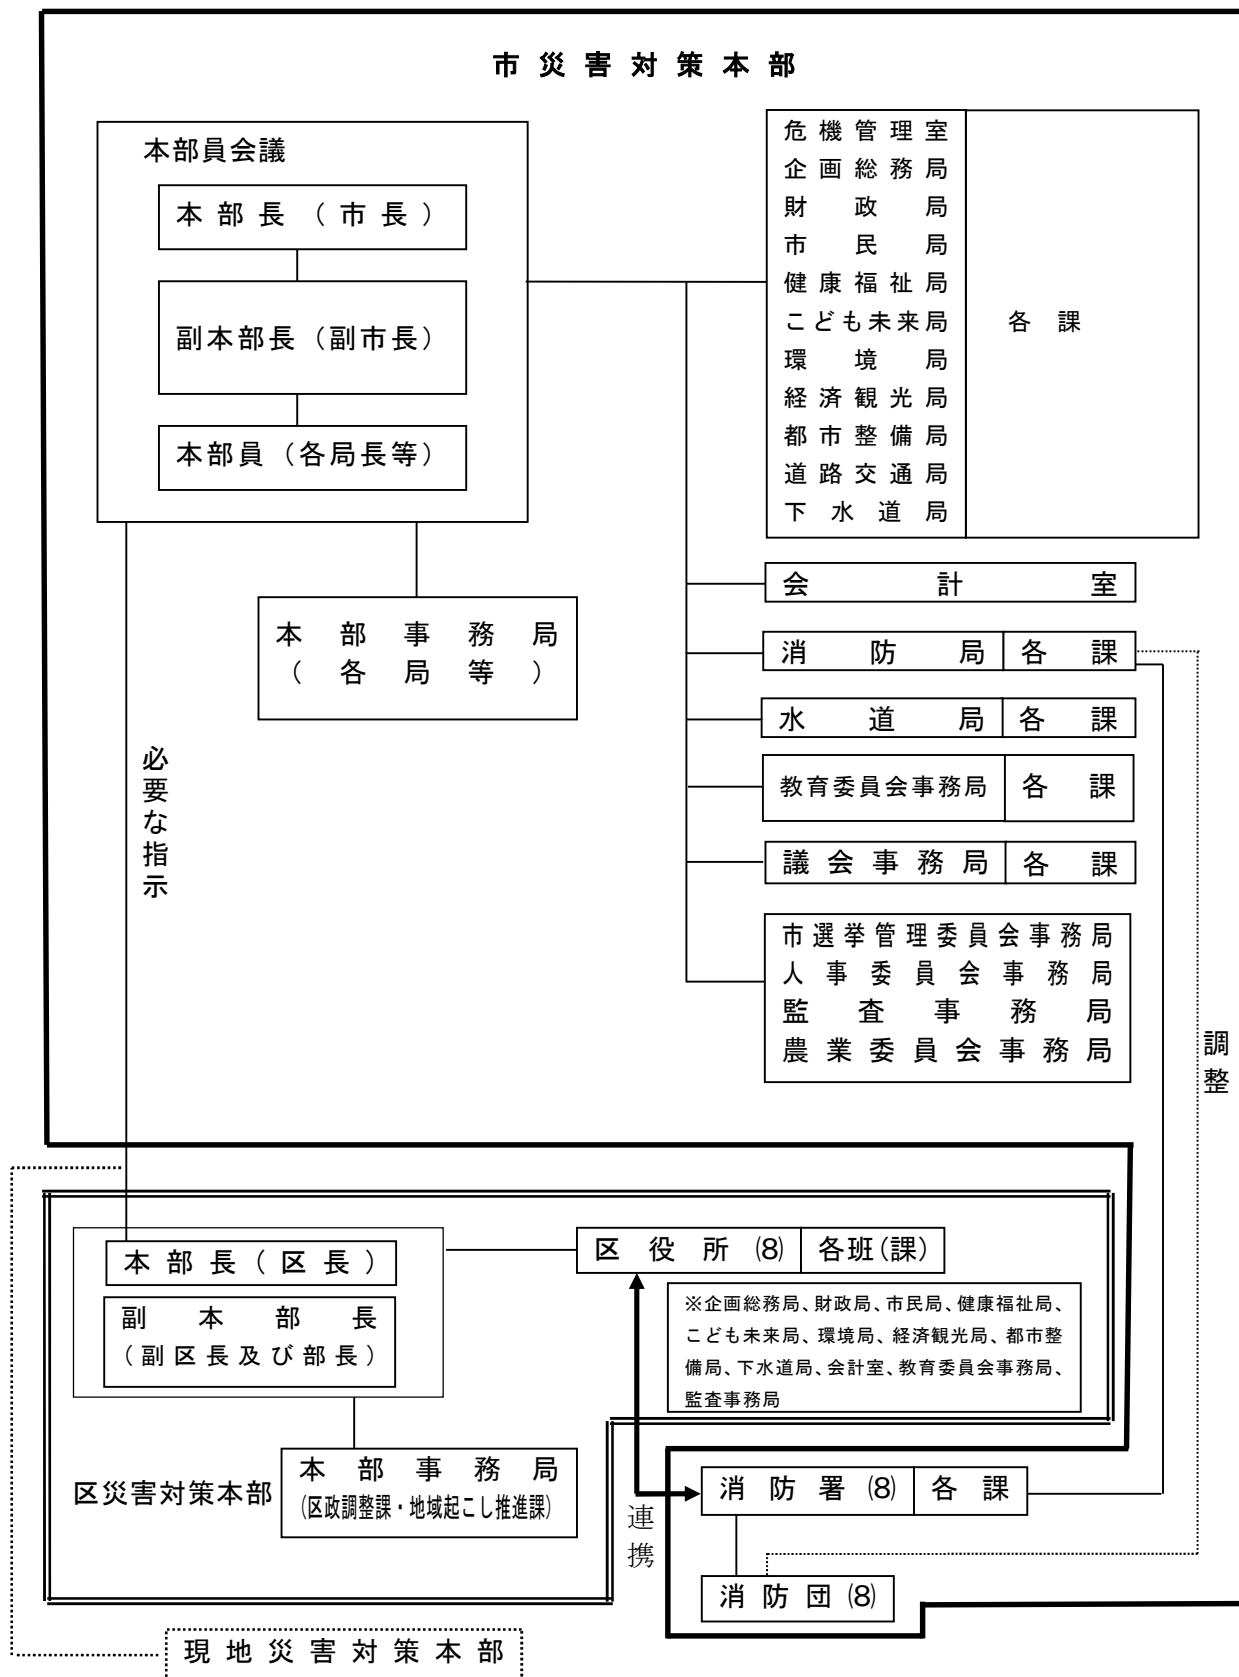 市災害対策本部
本部員会議
本部長（市長）
副本部長（副市長）
本部員（各局長等）
本部事務局
（各局等）
必要な指示
危機管理室
企画総務局
財政局
市民局
健康福祉局
こども未来局
環境局
経済観光局
都市整備局
道路交通局
下水道局
各課
会計室
消防局 各課
水道局 各課
教育委員会事務局 各課
議会事務局 各課
市選挙管理委員会事務局
人事委員会事務局
監査事務局
農業委員会事務局
調整
本部長（区長）
副本部長
（副区長及び部長）
区役所(8) 各班(課)
※企画総務局、財政局、市民局、健康福祉局、
こども未来局、環境局、経済観光局、都市整
備局、下水道局、会計室、教育委員会事務局、
監査事務局
区災害対策本部
本部事務局
(区政調整課・地域起こし推進課)
連携
消防署(8) 各課
消防団(8)
現地災害対策本部